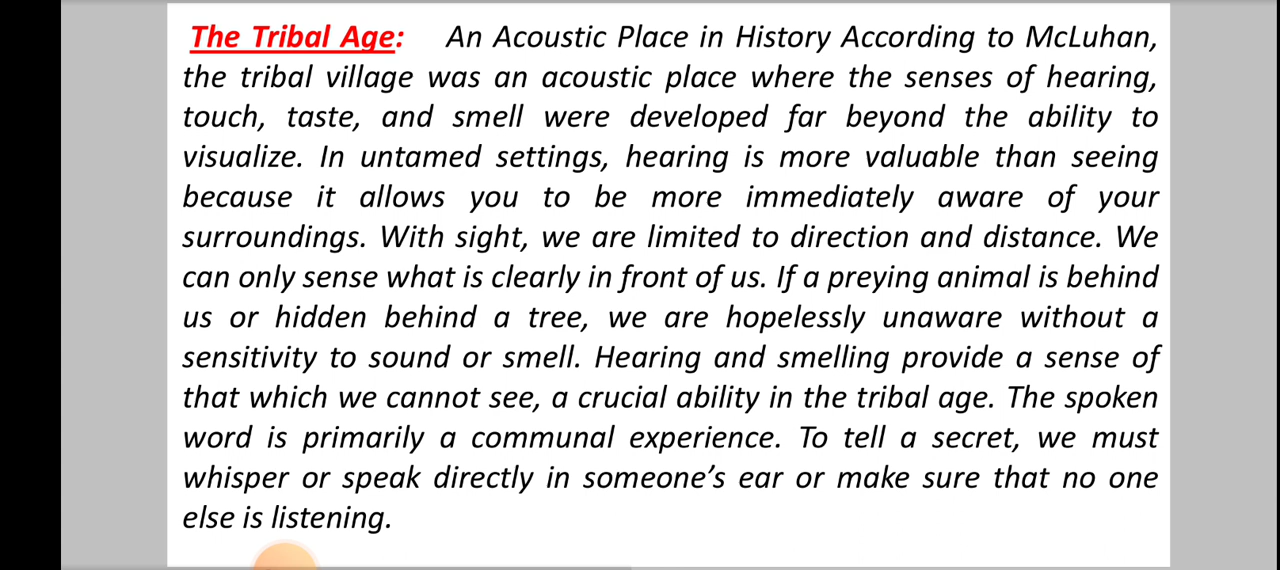 The Tribal Age: An Acoustic Place in History According to McLuhan,
the tribal village was an acoustic place where the senses of hearing,
touch, taste, and smell were developed far beyond the ability to
visualize. In untamed settings, hearing is more valuable than seeing
because it allows you to be more immediately aware of your
surroundings. With sight, we are limited to direction and distance. We
can only sense what is clearly in front of us. If a preying animal is behind
us or hidden behind a tree, we are hopelessly unaware without a
sensitivity to sound or smell. Hearing and smelling provide a sense of
that which we cannot see, a crucial ability in the tribal age. The spoken
word is primarily a communal experience. To tell a secret, we must
whisper or speak directly in someone’s ear or make sure that no one
else is listening.